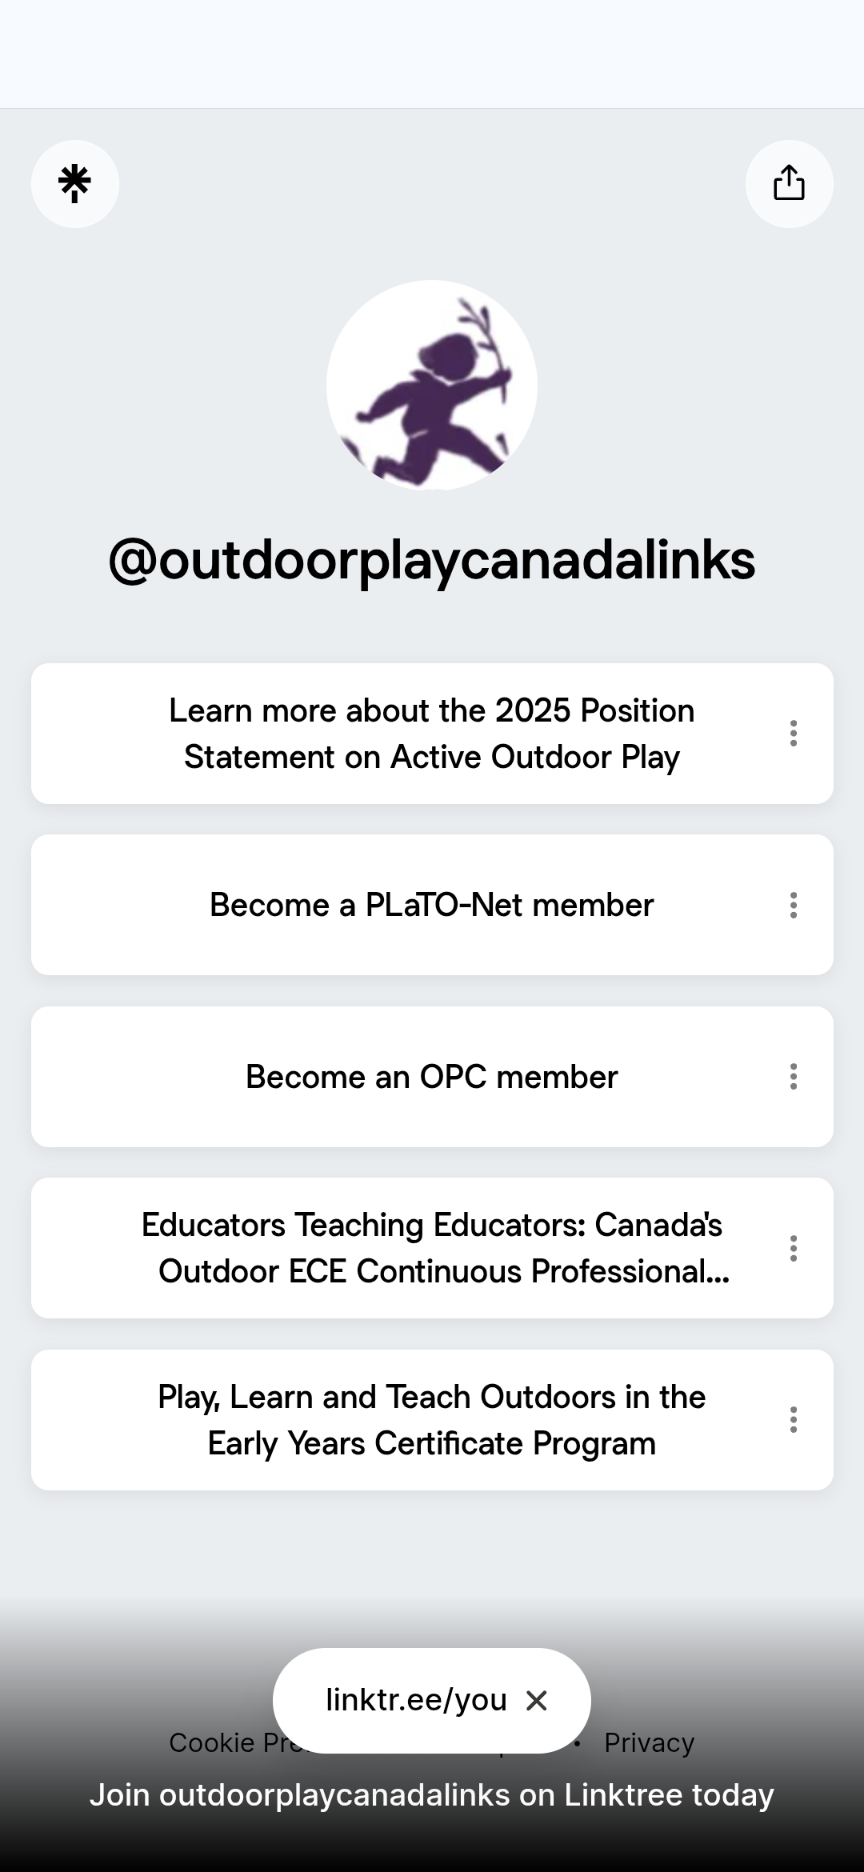 @outdoorplaycanadalinks
Learn more about the 2025 Position
Statement on Active Outdoor Play
Become a PLaTO-Net member
Become an OPC member
Educators Teaching Educators: Canada's
Outdoor ECE Continuous Professional...
Play, Learn and Teach Outdoors in the
Early Years Certificate Program
linktr.ee/you
Cookie • Privacy
Join outdoorplaycanadalinks on Linktree today